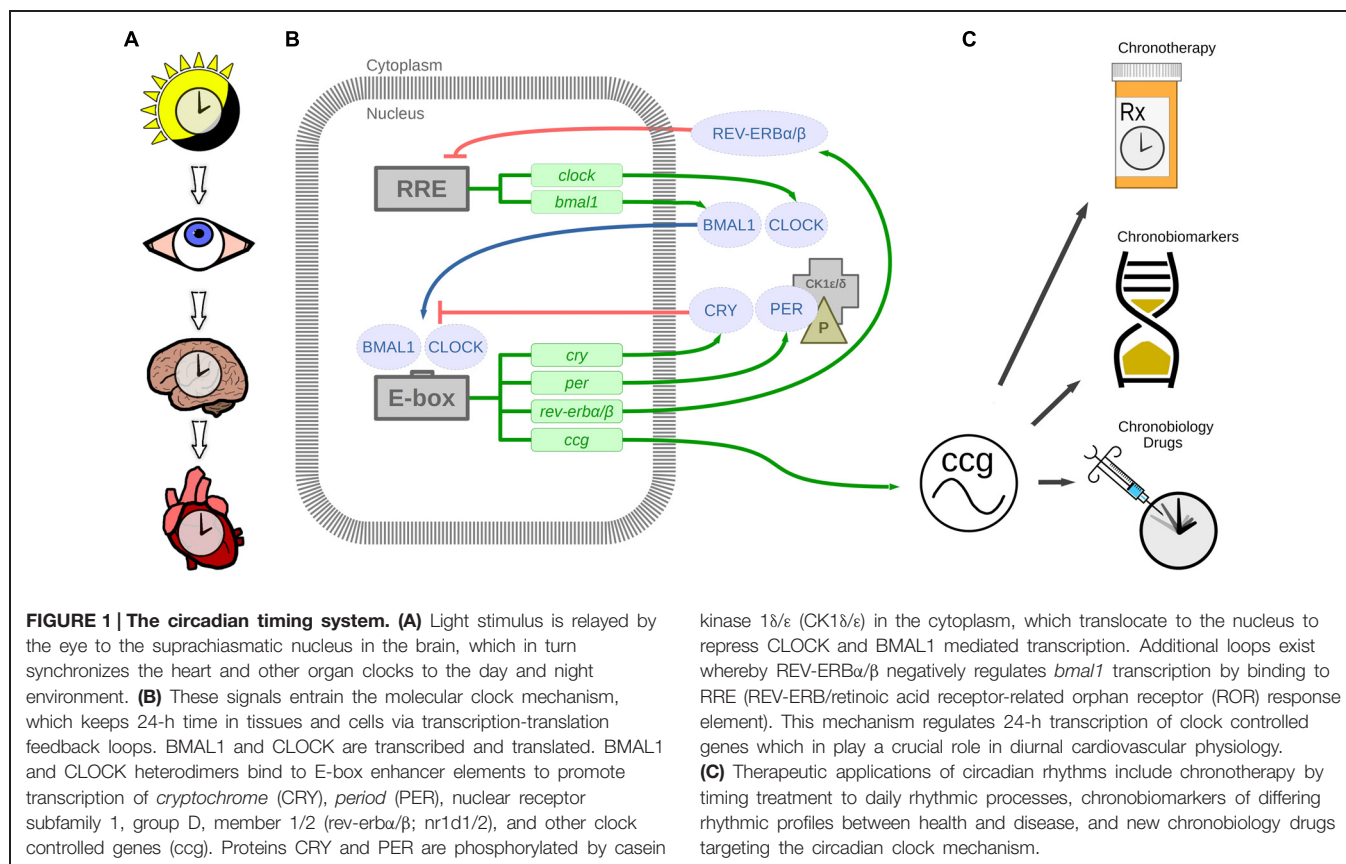 A
B
C
Cytoplasm
Nucleus
REV-ERBα/β
RRE
clock
bmal1
BMAL1 CLOCK
CK1ε/δ
CRY PER
P
BMAL1 CLOCK
E-box
cry
per
rev-erbα/β
ccg
Chronotherapy
Rx
Chronobiomarkers
Chronobiology
Drugs
ccg
FIGURE 1 | The circadian timing system. (A) Light stimulus is relayed by
the eye to the suprachiasmatic nucleus in the brain, which in turn
synchronizes the heart and other organ clocks to the day and night
environment. (B) These signals entrain the molecular clock mechanism,
which keeps 24-h time in tissues and cells via transcription-translation
feedback loops. BMAL1 and CLOCK are transcribed and translated. BMAL1
and CLOCK heterodimers bind to E-box enhancer elements to promote
transcription of cryptochrome (CRY), period (PER), nuclear receptor
subfamily 1, group D, member 1/2 (rev-erbα/β; nr1d1/2), and other clock
controlled genes (ccg). Proteins CRY and PER are phosphorylated by casein
kinase 1δ/ε (CK1δ/ε) in the cytoplasm, which translocate to the nucleus to
repress CLOCK and BMAL1 mediated transcription. Additional loops exist
whereby REV-ERBα/β negatively regulates bmal1 transcription by binding to
RRE (REV-ERB/retinoic acid receptor-related orphan receptor (ROR) response
element). This mechanism regulates 24-h transcription of clock controlled
genes which in play a crucial role in diurnal cardiovascular physiology.
(C) Therapeutic applications of circadian rhythms include chronotherapy by
timing treatment to daily rhythmic processes, chronobiomarkers of differing
rhythmic profiles between health and disease, and new chronobiology drugs
targeting the circadian clock mechanism.